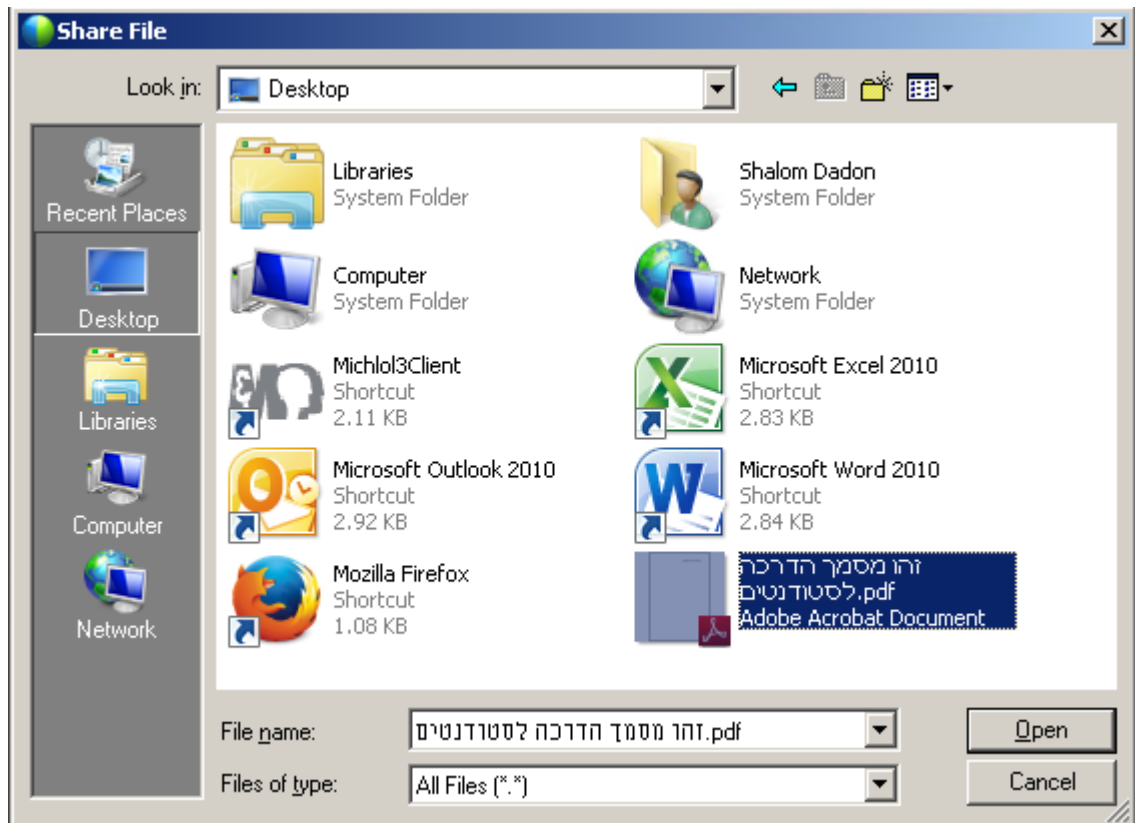 Share File
Look in:
Desktop
Recent Places
Desktop
Libraries
Computer
Network
Libraries
System Folder
Shalom Dadon
System Folder
Computer
System Folder
Network
System Folder
Michlol3Client
Shortcut
2.11 KB
Microsoft Excel 2010
Shortcut
2.83 KB
Microsoft Outlook 2010
Shortcut
2.92 KB
Microsoft Word 2010
Shortcut
2.84 KB
Mozilla Firefox
Shortcut
1.08 KB
זהו מסמך הדרכה
לסטודנטים.pdf
Adobe Acrobat Document
File name:
זהו מסמך הדרכה לסטודנטים.pdf
Open
Files of type:
All Files (*.*)
Cancel